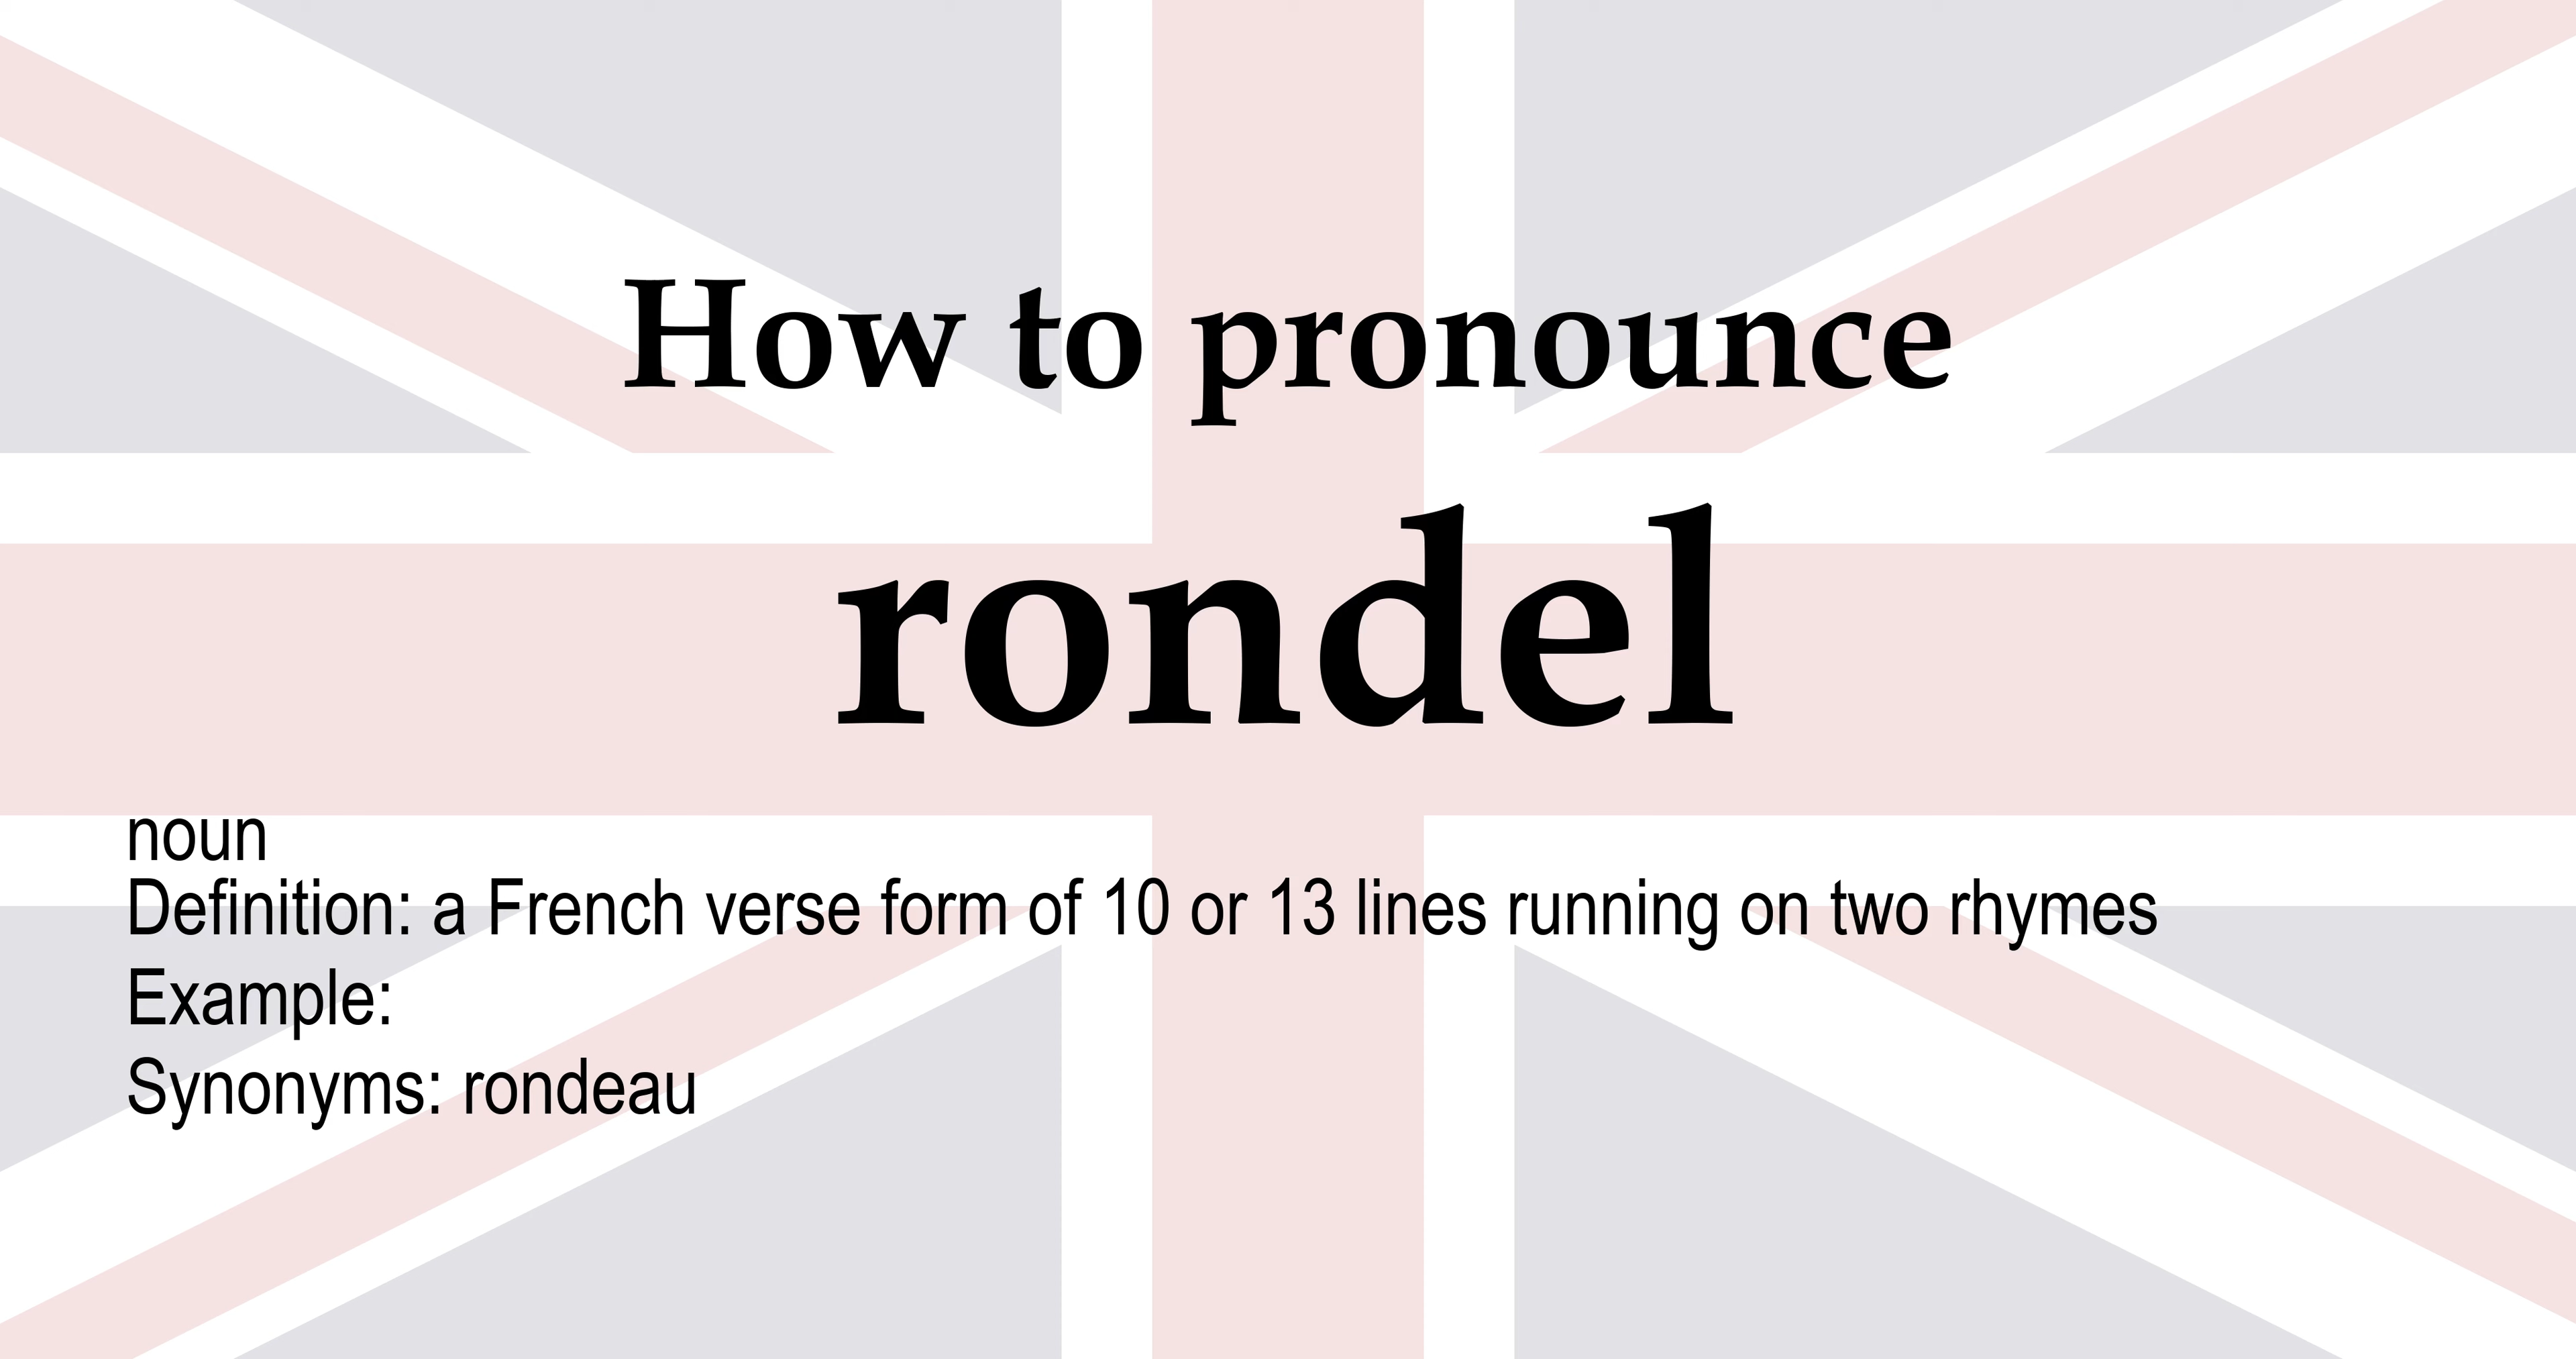 How to pronounce
rondel
noun
Definition: a French verse form of 10 or 13 lines running on two rhymes
Example:
Synonyms: rondeau